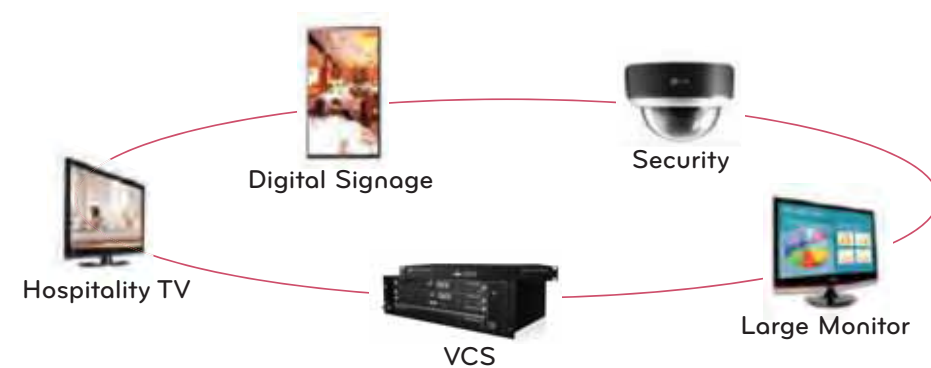 Digital Signage
Security
Hospitality TV
Large Monitor
VCS